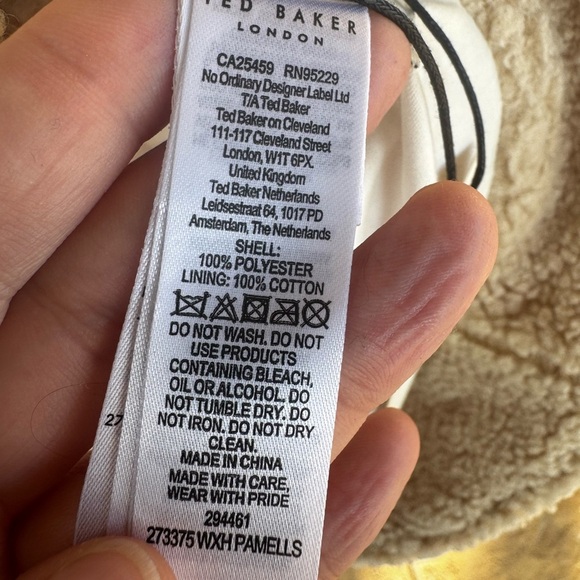 TED BAKER
LONDON
CA25459 RN95229
No Ordinary Designer Label Ltd
T/A Ted Baker
Ted Baker on Cleveland
111-117 Cleveland Street
London, W1T 6PX.
United Kingdom
Ted Baker Netherlands
Leidsestraat 64, 1017 PD
Amsterdam, The Netherlands
SHELL:
100% POLYESTER
LINING: 100% COTTON
DO NOT WASH. DO NOT
USE PRODUCTS
CONTAINING BLEACH,
OIL OR ALCOHOL. DO
NOT TUMBLE DRY. DO
NOT IRON. DO NOT DRY
CLEAN.
MADE IN CHINA
MADE WITH CARE,
WEAR WITH PRIDE
294461
273375 WXH PAMELLS
27